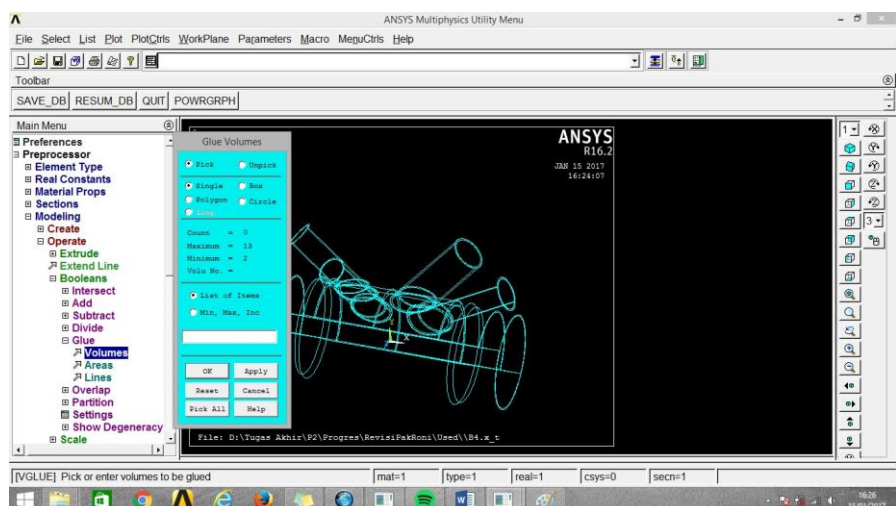 ANSYS Multiphysics Utility Menu
File Select List Plot PlotCtrls WorkPlane Parameters Macro MenuCtrls Help
Toolbar
SAVE_DB RESUM_DB QUIT POWRGRPH
Main Menu
Preferences
Preprocessor
Element Type
Real Constants
Material Props
Sections
Modeling
Create
Operate
Extrude
Extend Line
Booleans
Intersect
Add
Subtract
Divide
Glue
Volumes
Areas
Lines
Overlap
Partition
Settings
Show Degeneracy
Scale
Glue Volumes
Pick Unpick
Single Box
Polygon Circle
Loop
Count = 0
Maximum = 13
Minimum = 2
Volu No. =
List of Items
Min, Max, Inc
OK Apply
Reset Cancel
Pick All Help
ANSYS
R16.2
JAN 15 2017
16:24:07
X
File: D:\Tugas Akhir\P2\Progres\RevisiPakRoni\Used\\B4.x_t
1
3
[VGLUE] Pick or enter volumes to be glued
mat=1 type=1 real=1 csys=0 secn=1
16:26
15/01/2017